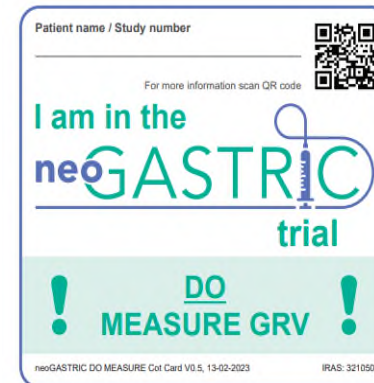 Patient name / Study number
For more information scan QR code
I am in the
neoGASTRIC
trial
! DO !
MEASURE GRV
neoGASTRIC DO MEASURE Cot Card V0.5, 13-02-2023 IRAS: 321050